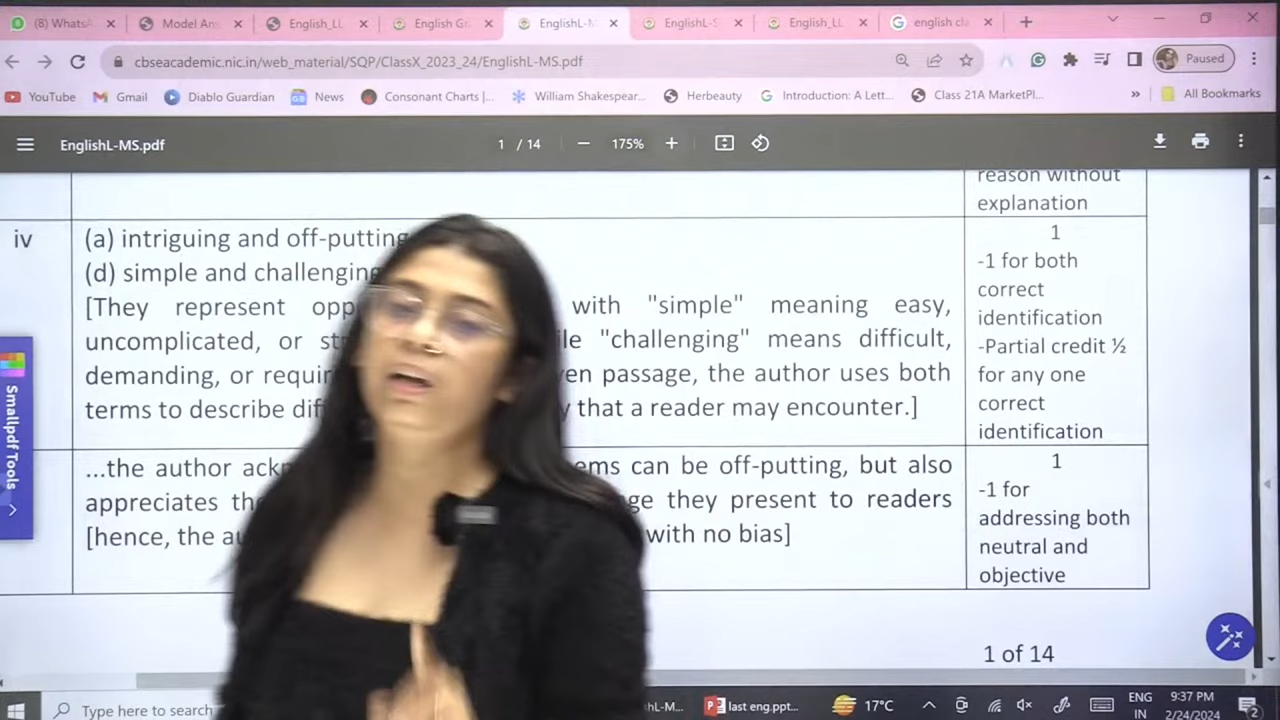 (8) WhatsA
Model Ans
English_LL
English Gr
EnglishL-M
EnglishL-S
English_LL
english cla
cbseacademic.nic.in/web_material/SQP/ClassX_2023_24/EnglishL-MS.pdf
Paused
YouTube
Gmail
Diablo Guardian
News
Consonant Charts |...
William Shakespear...
Herbeauty
Introduction: A Lett...
Class 21A MarketPl...
»
All Bookmarks
EnglishL-MS.pdf
1 / 14
175%
reason without
explanation
iv
(a) intriguing and off-putting
(d) simple and challenging
[They represent opp with "simple" meaning easy,
uncomplicated, or st "challenging" means difficult,
demanding, or requir passage, the author uses both
terms to describe dif that a reader may encounter.]
1
-1 for both
correct
identification
-Partial credit ½
for any one
correct
identification
...the author ackn can be off-putting, but also
appreciates the they present to readers
[hence, the au with no bias]
1
-1 for
addressing both
neutral and
objective
1 of 14
Smallpdf Tools
Type here to search
hL-M...
last eng.ppt...
17°C
ENG
IN
9:37 PM
2/24/2024
2